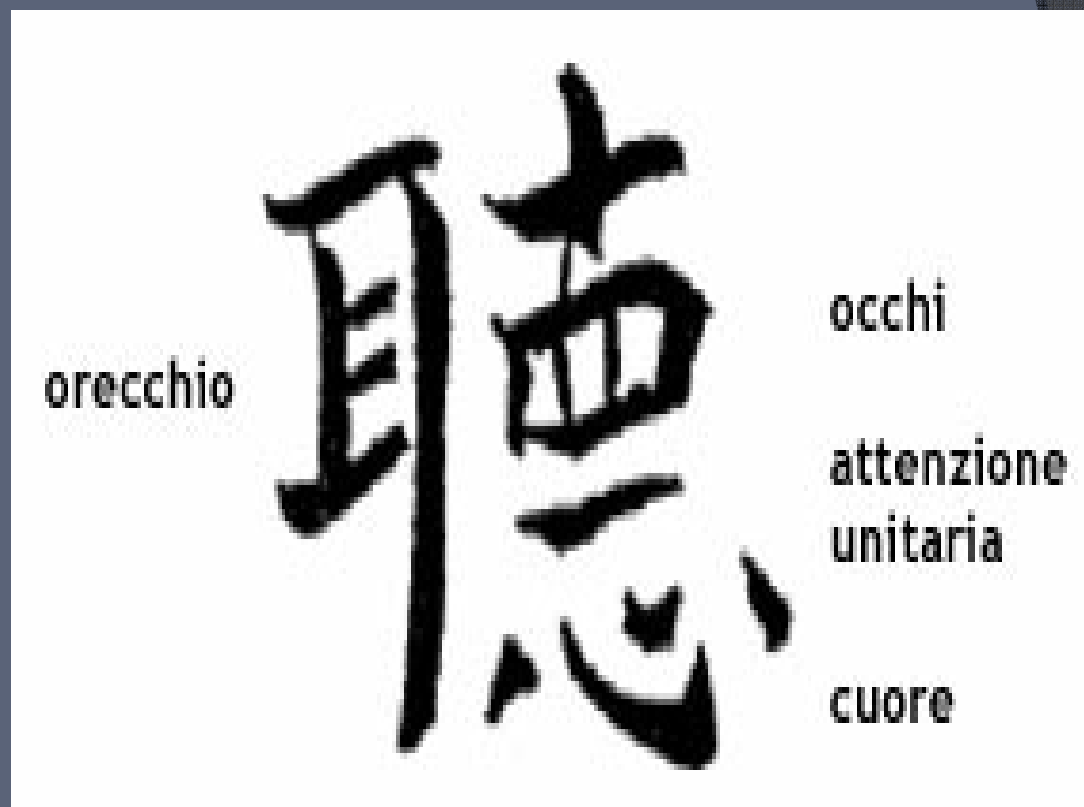 聽
orecchio
occhi
attenzione
unitaria
cuore